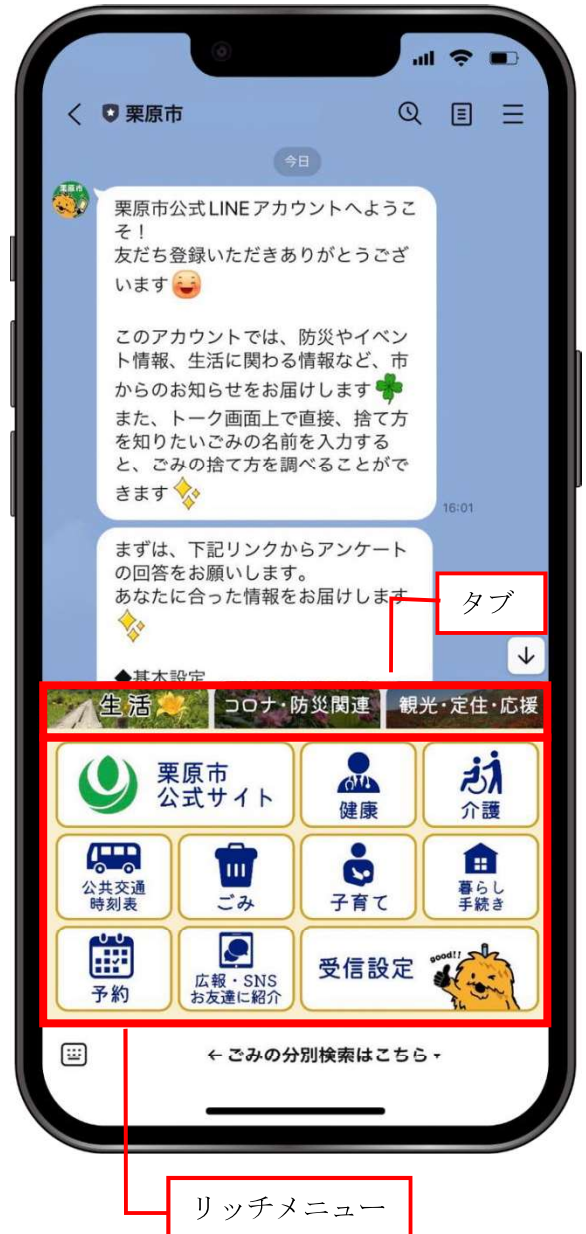 栗原市
今日
栗原市
栗原市公式LINEアカウントへようこ
そ！
友だち登録いただきありがとうござ
います
このアカウントでは、防災やイベン
ト情報、生活に関わる情報など、市
からのお知らせをお届けします
また、トーク画面上で直接、捨て方
を知りたいごみの名前を入力する
と、ごみの捨て方を調べることがで
きます
16:01
まずは、下記リンクからアンケート
の回答をお願いします。
あなたに合った情報をお届けします
◆基本設定
タブ
生活
コロナ・防災関連
観光・定住・応援
栗原市
公式サイト
健康
介護
公共交通
時刻表
ごみ
子育て
暮らし
手続き
予約
広報・SNS
お友達に紹介
受信設定
good!!
←ごみの分別検索はこちら▾
リッチメニュー